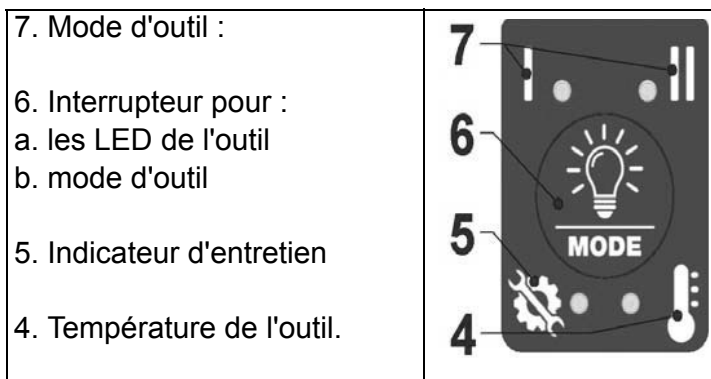 7. Mode d'outil :
6. Interrupteur pour :
a. les LED de l'outil
b. mode d'outil
5. Indicateur d'entretien
4. Température de l'outil.
7
6
5
4
MODE